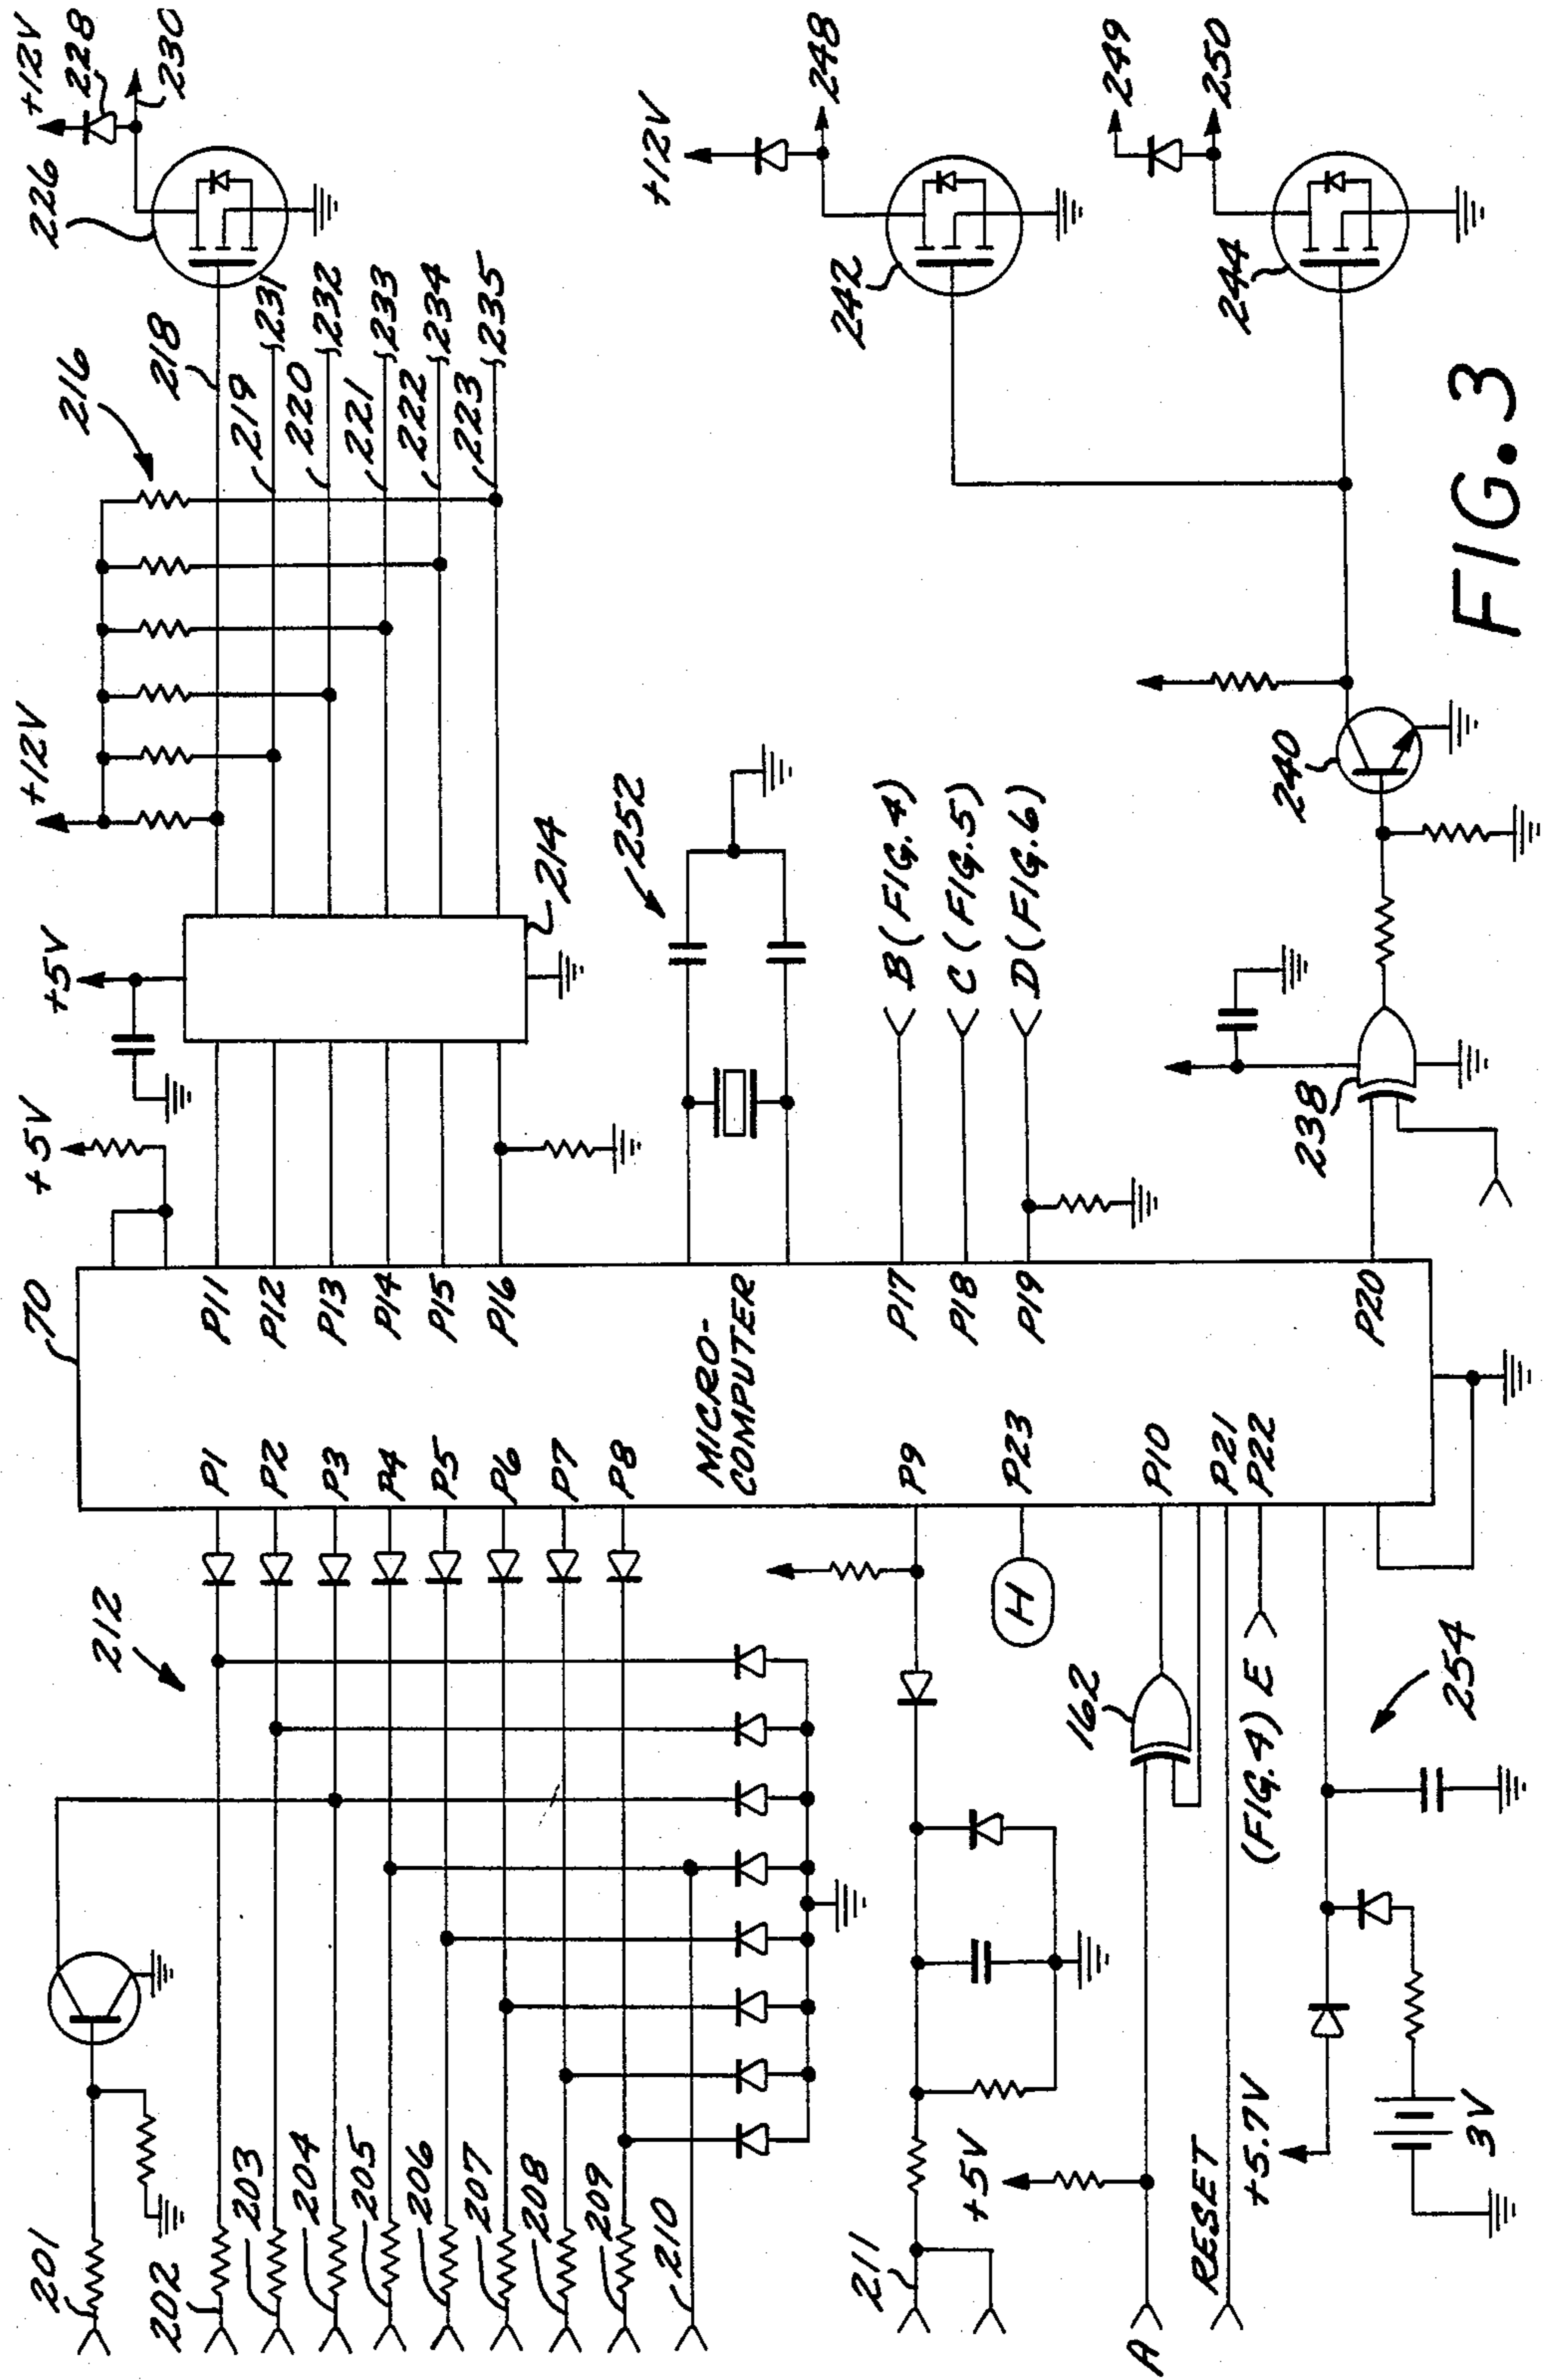 +12V
228
230
226
218
216
+12V
+5V
+5V
70
219
231
220
232
221
233
222
234
223
235
214
P11
P12
P13
P14
P15
P16
252
MICRO-
COMPUTER
P17
P18
P19
P20
B (FIG. 4)
C (FIG. 5)
D (FIG. 6)
+12V
248
242
249
250
244
240
238
P1
P2
P3
P4
P5
P6
P7
P8
P9
P23
P10
P21
P22
212
201
202
203
204
205
206
207
208
209
210
211
H
+5V
162
A
RESET
(FIG. 4) E
+5.7V
3V
254
FIG. 3